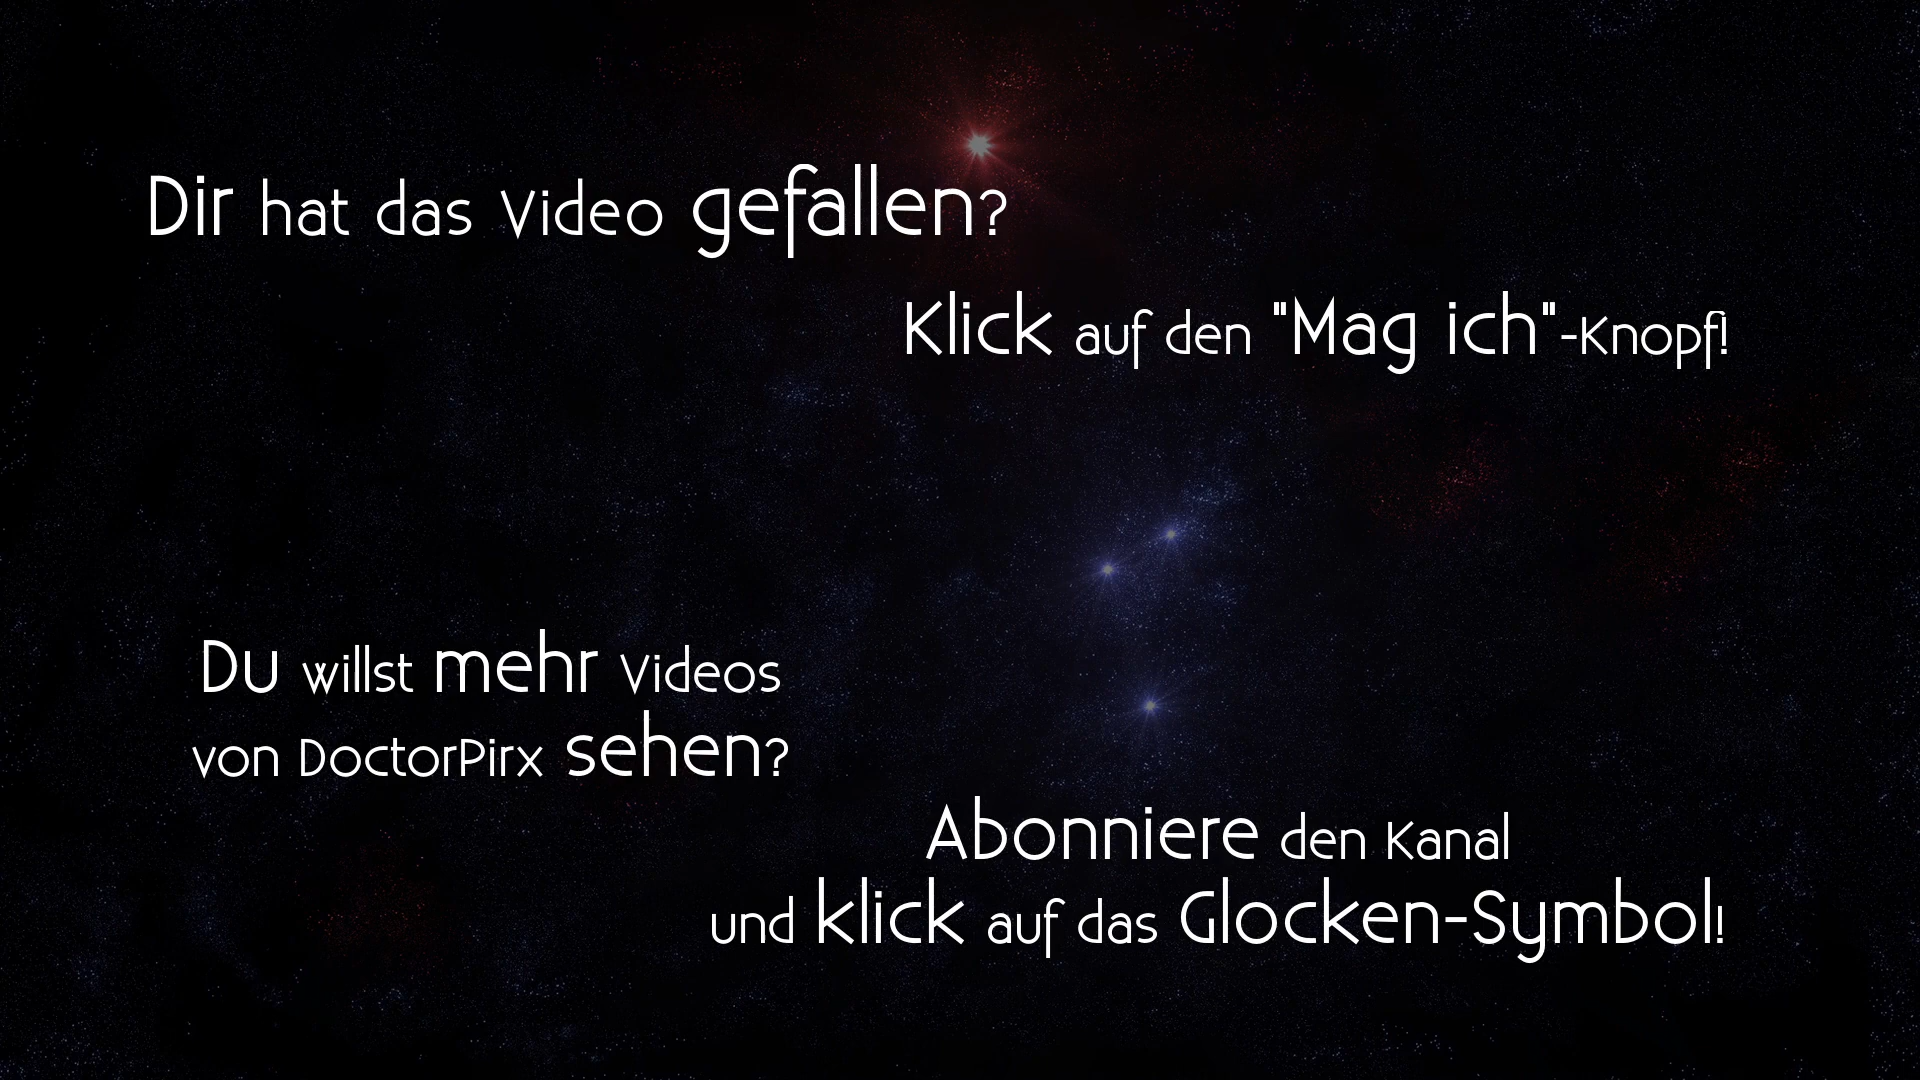 Dir hat das Video gefallen?
Klick auf den "Mag ich"-Knopf!
Du willst mehr Videos
von DoctorPirx sehen?
Abonniere den Kanal
und klick auf das Glocken-Symbol!